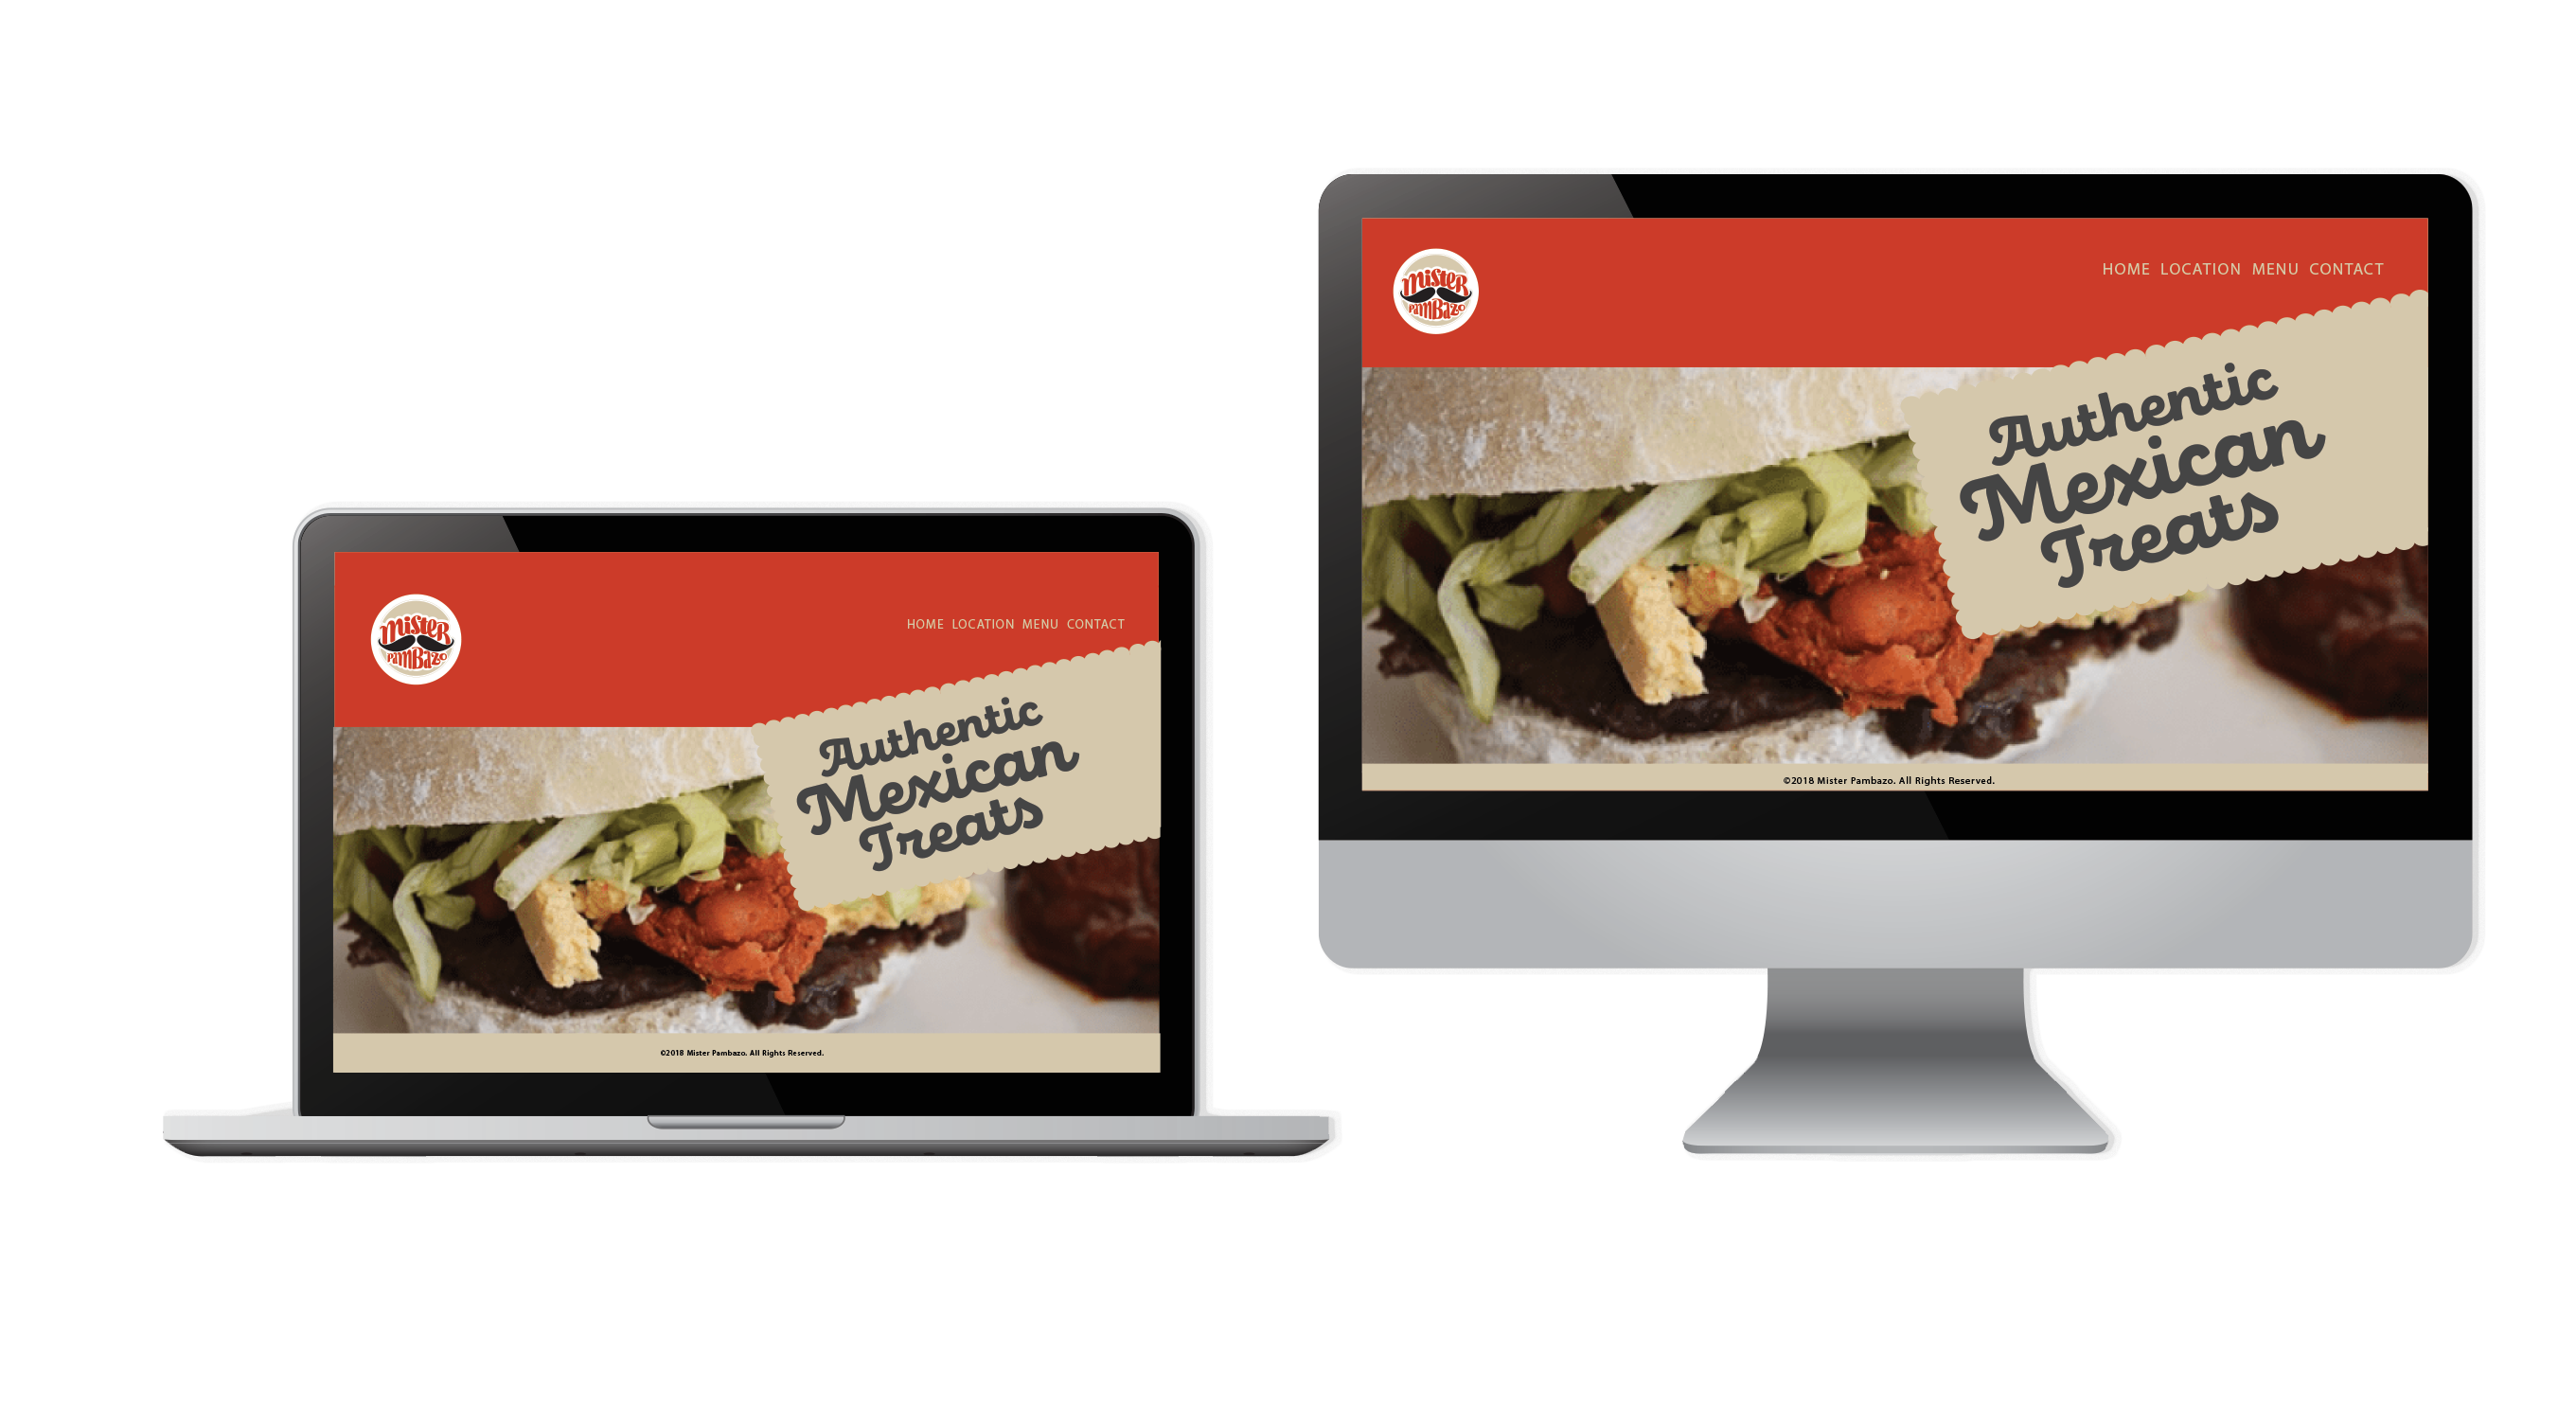 Mister
Pambazo
HOME LOCATION MENU CONTACT
Authentic
Mexican
Treats
©2018 Mister Pambazo. All Rights Reserved.
Mister
Pambazo
HOME LOCATION MENU CONTACT
Authentic
Mexican
Treats
©2018 Mister Pambazo. All Rights Reserved.